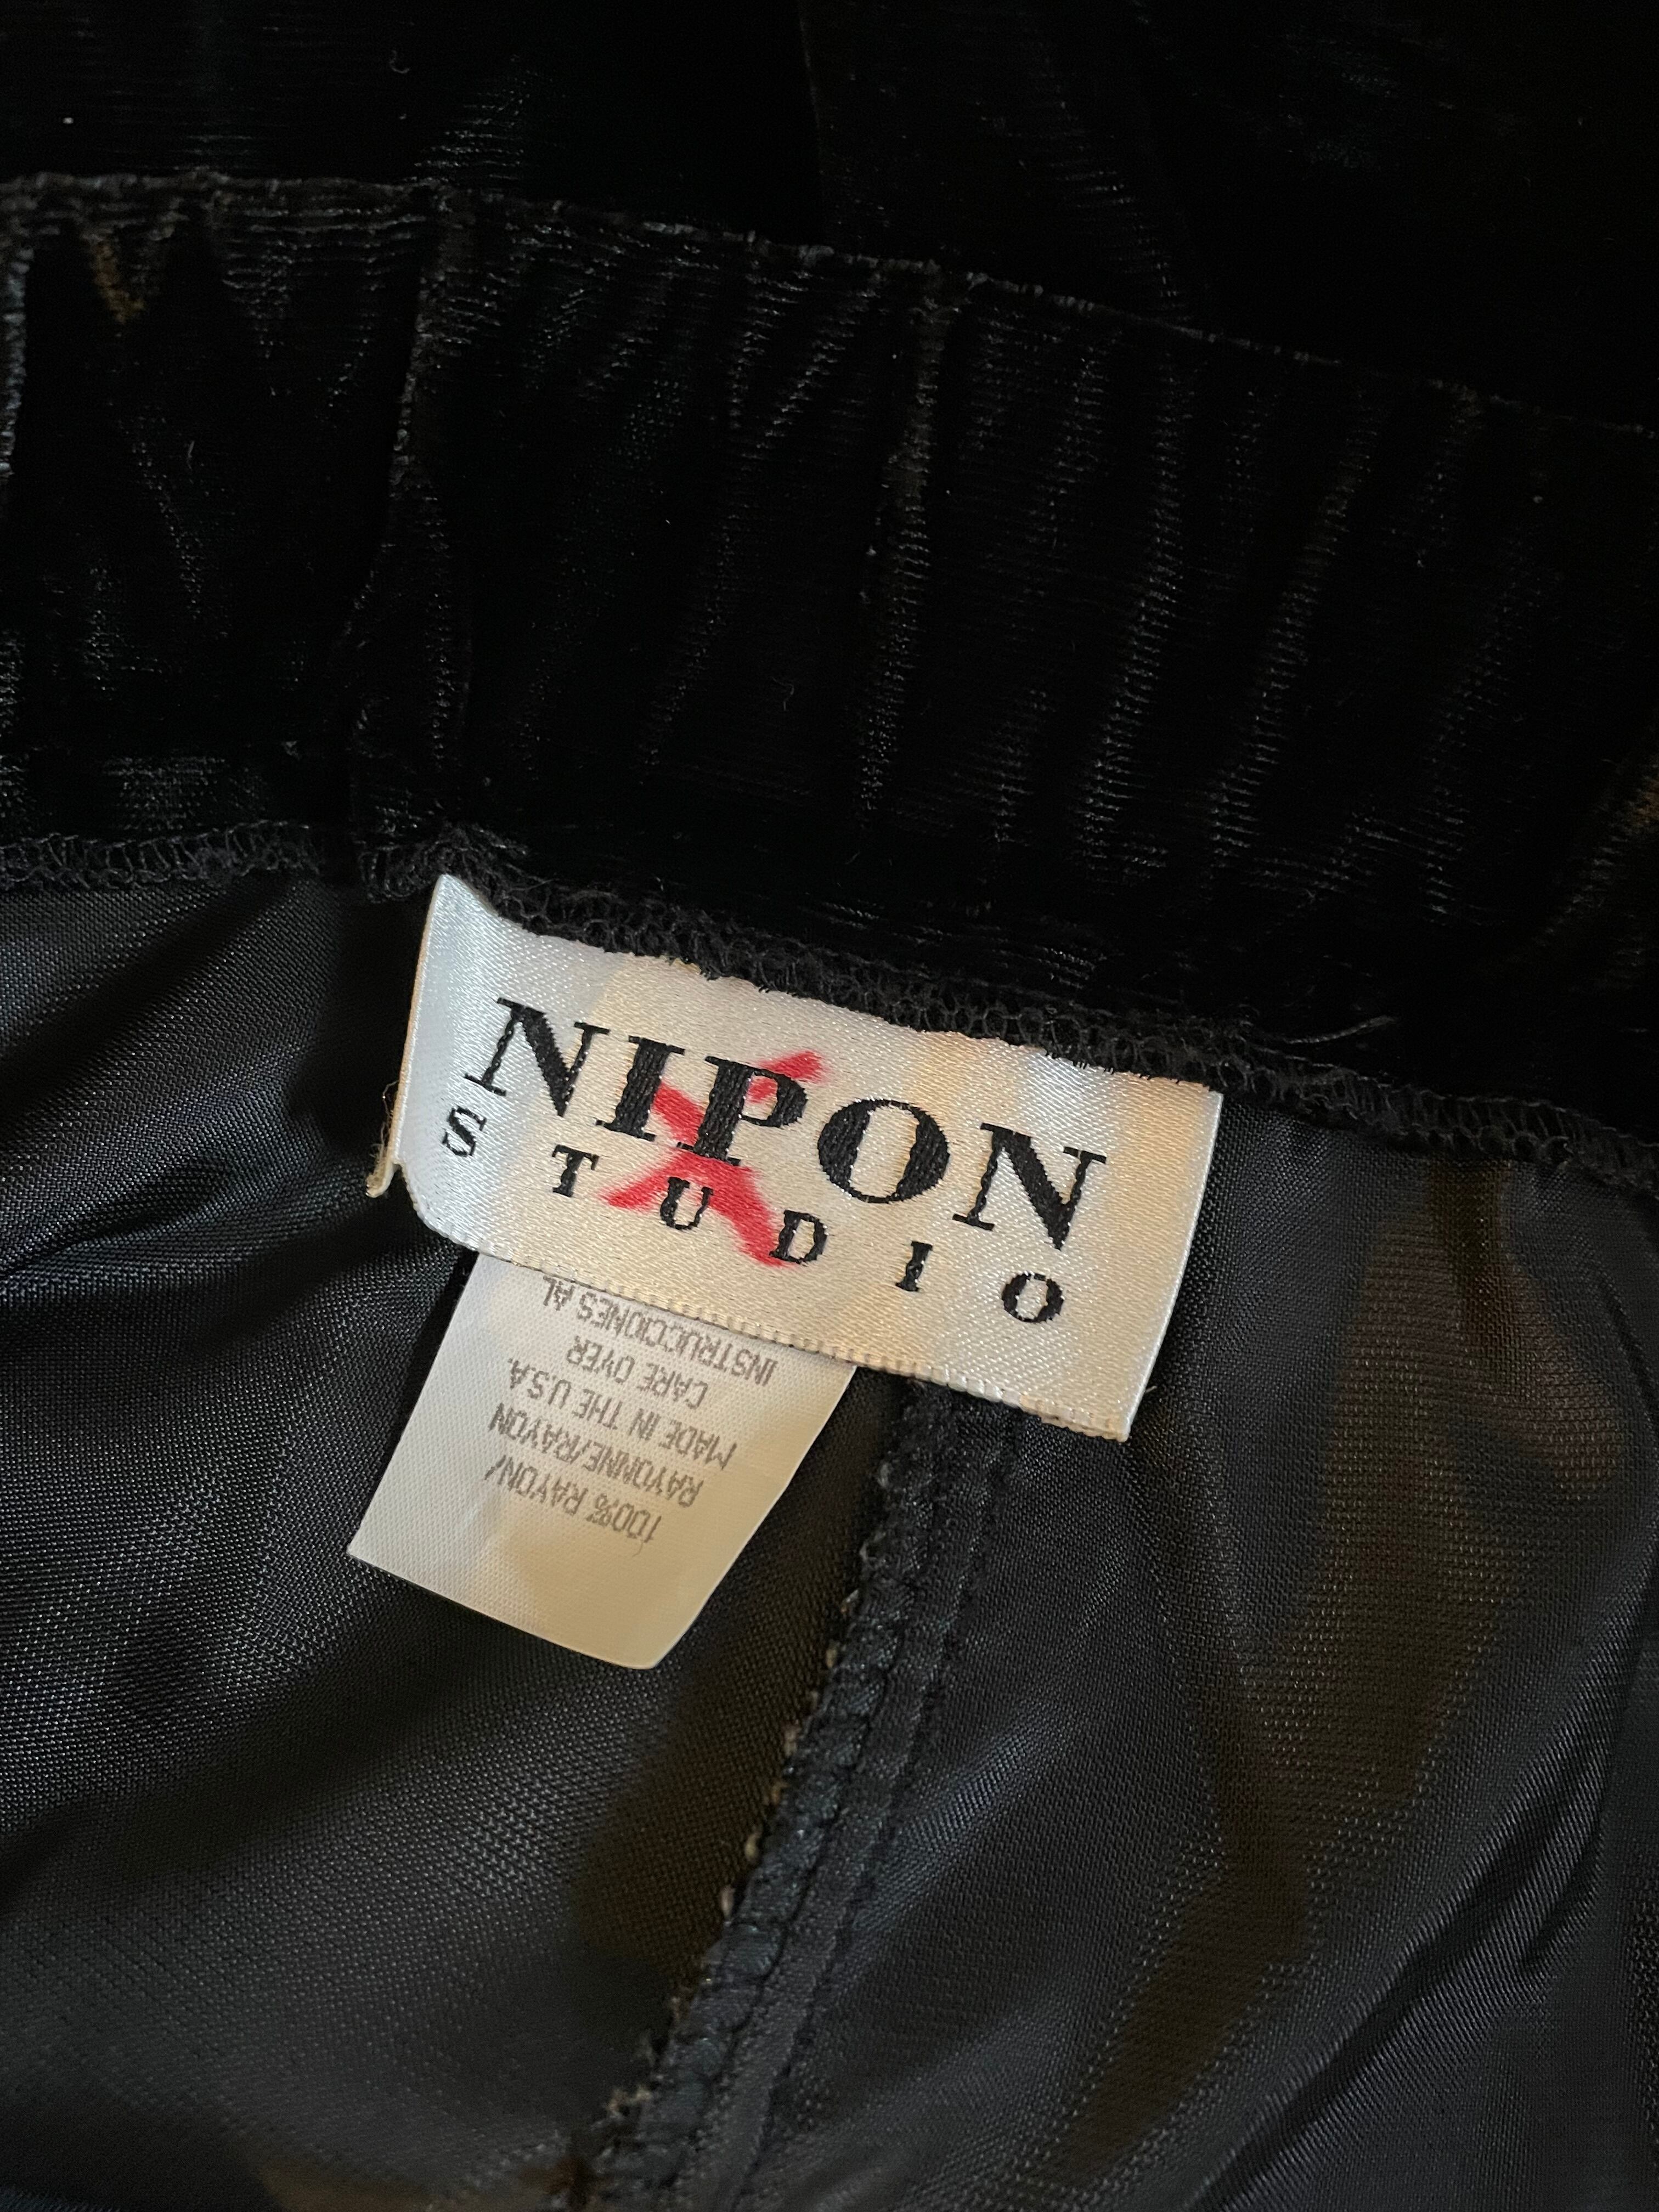 NIPON
STUDIO
100% RAYON/
RAYONNE/RAYON
MADE IN THE U.S.A.
CARE OVER
INSTRUCCIONES AL